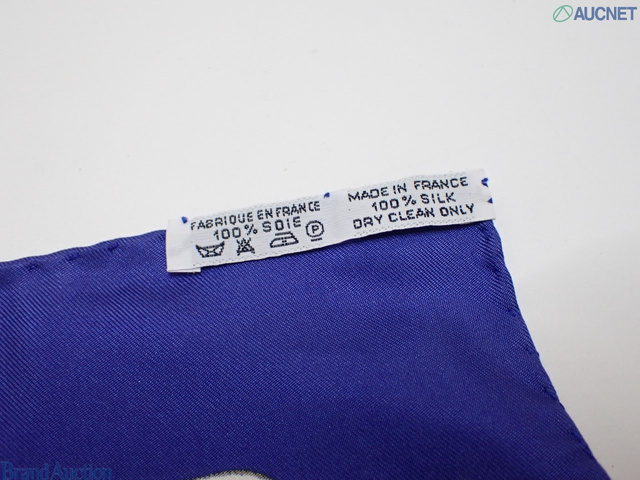 AUCNET
FABRIQUE EN FRANCE
100% SOIE
P
MADE IN FRANCE
100% SILK
DRY CLEAN ONLY
Brand Auction